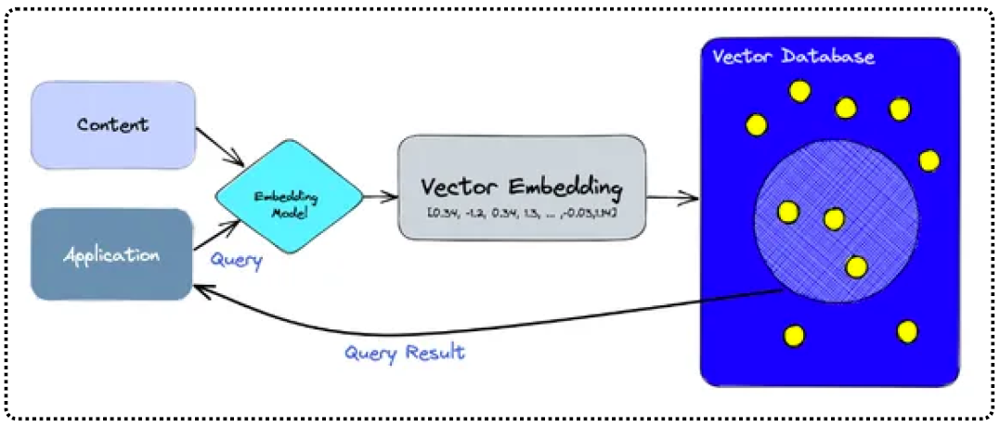 Vector Database
Content
Embedding
Model
Vector Embedding
[0.34, -1.2, 0.34, 1.3, ... ,-0.03,1.14]
Application
Query
Query Result